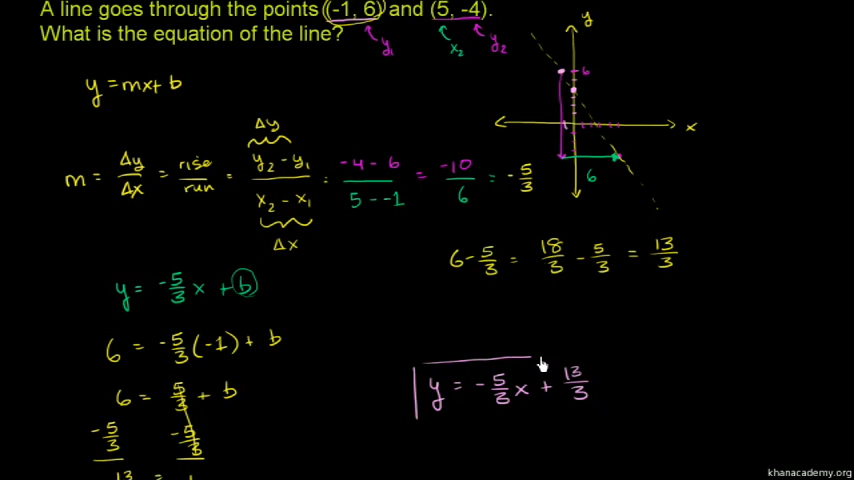 A line goes through the points (-1, 6) and (5, -4).
What is the equation of the line?
y₁ x₂ y₂
y
6
x
6
y = mx + b
m = Δy/Δx = rise/run = (y₂ - y₁)/(x₂ - x₁) = (-4 - 6)/(5 - -1) = -10/6 = -5/3
Δy
Δx
6 - 5/3 = 18/3 - 5/3 = 13/3
y = -5/3 x + b
6 = -5/3 (-1) + b
6 = 5/3 + b
-5/3 -5/3
13 =
y = -5/3 x + 13/3
khanacademy.org